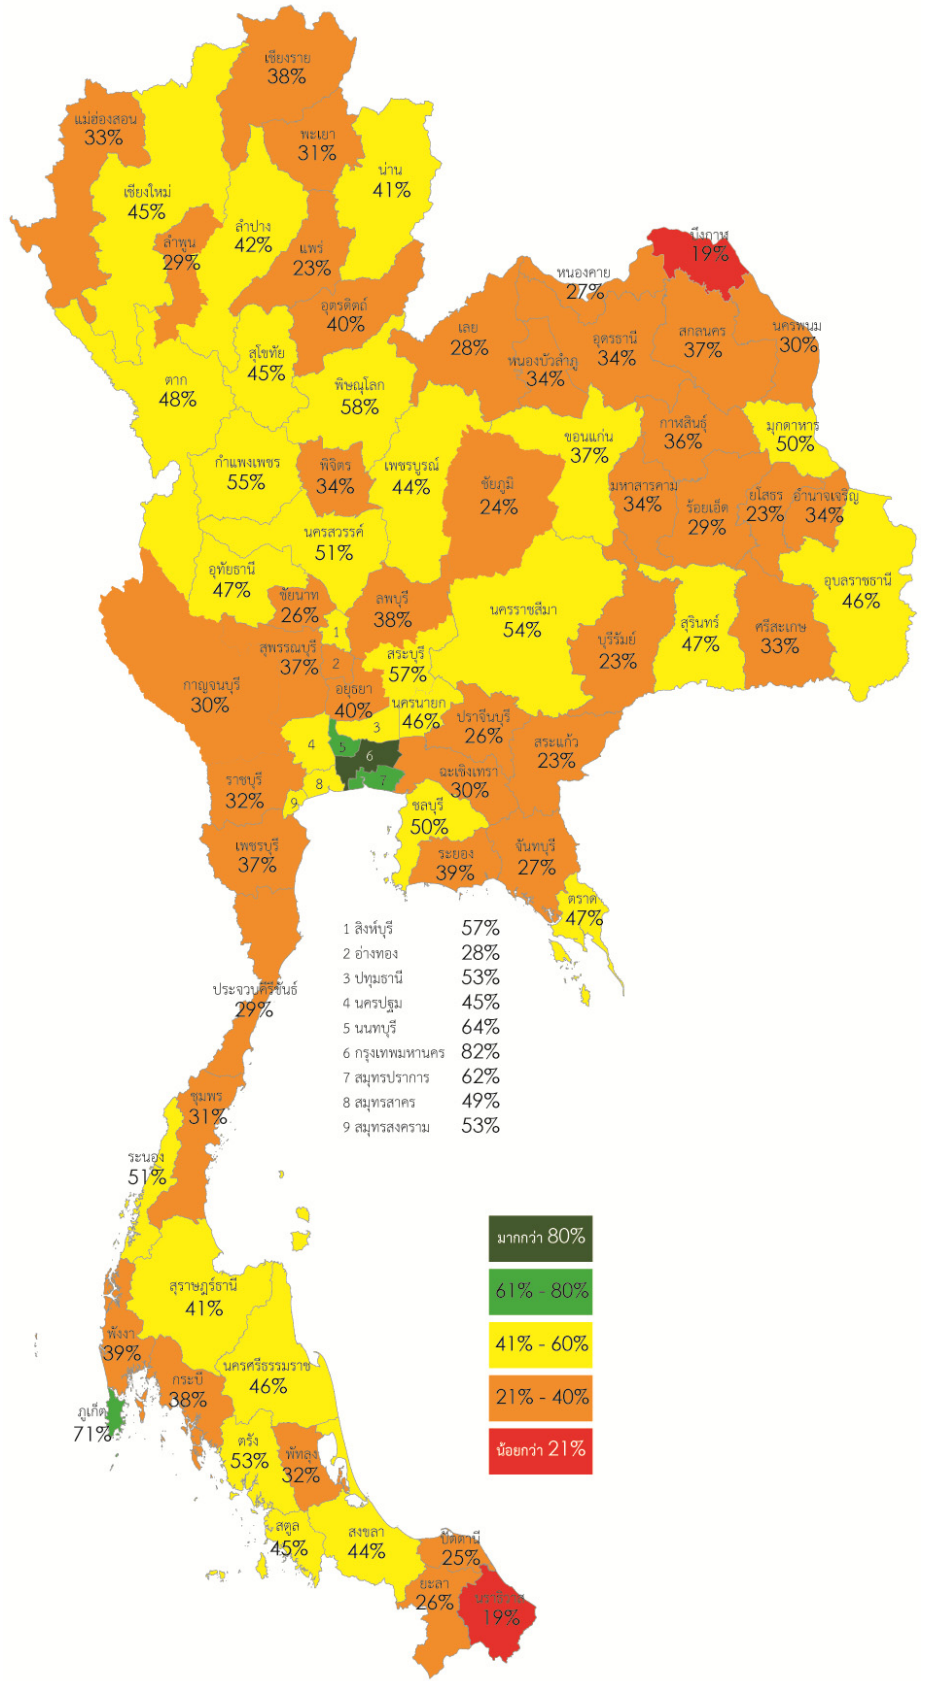 เชียงราย
38%
แม่ฮ่องสอน
33%
พะเยา
31%
น่าน
41%
เชียงใหม่
45%
ลำปาง
42%
ลำพูน
29%
แพร่
23%
บึงกาฬ
19%
หนองคาย
27%
อุตรดิตถ์
40%
เลย
28%
อุดรธานี
34%
สกลนคร
37%
นครพนม
30%
สุโขทัย
45%
หนองบัวลำภู
34%
ตาก
48%
พิษณุโลก
58%
กาฬสินธุ์
36%
มุกดาหาร
50%
ขอนแก่น
37%
กำแพงเพชร
55%
พิจิตร
34%
เพชรบูรณ์
44%
ชัยภูมิ
24%
มหาสารคาม
34%
ร้อยเอ็ด
29%
ยโสธร
23%
อำนาจเจริญ
34%
นครสวรรค์
51%
อุทัยธานี
47%
ชัยนาท
26%
ลพบุรี
38%
นครราชสีมา
54%
อุบลราชธานี
46%
บุรีรัมย์
23%
สุรินทร์
47%
ศรีสะเกษ
33%
1
สุพรรณบุรี
37%
2
สระบุรี
57%
กาญจนบุรี
30%
อยุธยา
40%
นครนายก
46%
3
ปราจีนบุรี
26%
สระแก้ว
23%
4
5
6
7
8
9
ฉะเชิงเทรา
30%
ราชบุรี
32%
ชลบุรี
50%
เพชรบุรี
37%
ระยอง
39%
จันทบุรี
27%
ตราด
47%
1 สิงห์บุรี 57%
2 อ่างทอง 28%
3 ปทุมธานี 53%
4 นครปฐม 45%
5 นนทบุรี 64%
6 กรุงเทพมหานคร 82%
7 สมุทรปราการ 62%
8 สมุทรสาคร 49%
9 สมุทรสงคราม 53%
ประจวบคีรีขันธ์
29%
ชุมพร
31%
ระนอง
51%
มากกว่า 80%
61% - 80%
41% - 60%
21% - 40%
น้อยกว่า 21%
สุราษฎร์ธานี
41%
พังงา
39%
นครศรีธรรมราช
46%
กระบี่
38%
ภูเก็ต
71%
ตรัง
53%
พัทลุง
32%
สตูล
45%
สงขลา
44%
ปัตตานี
25%
ยะลา
26%
นราธิวาส
19%